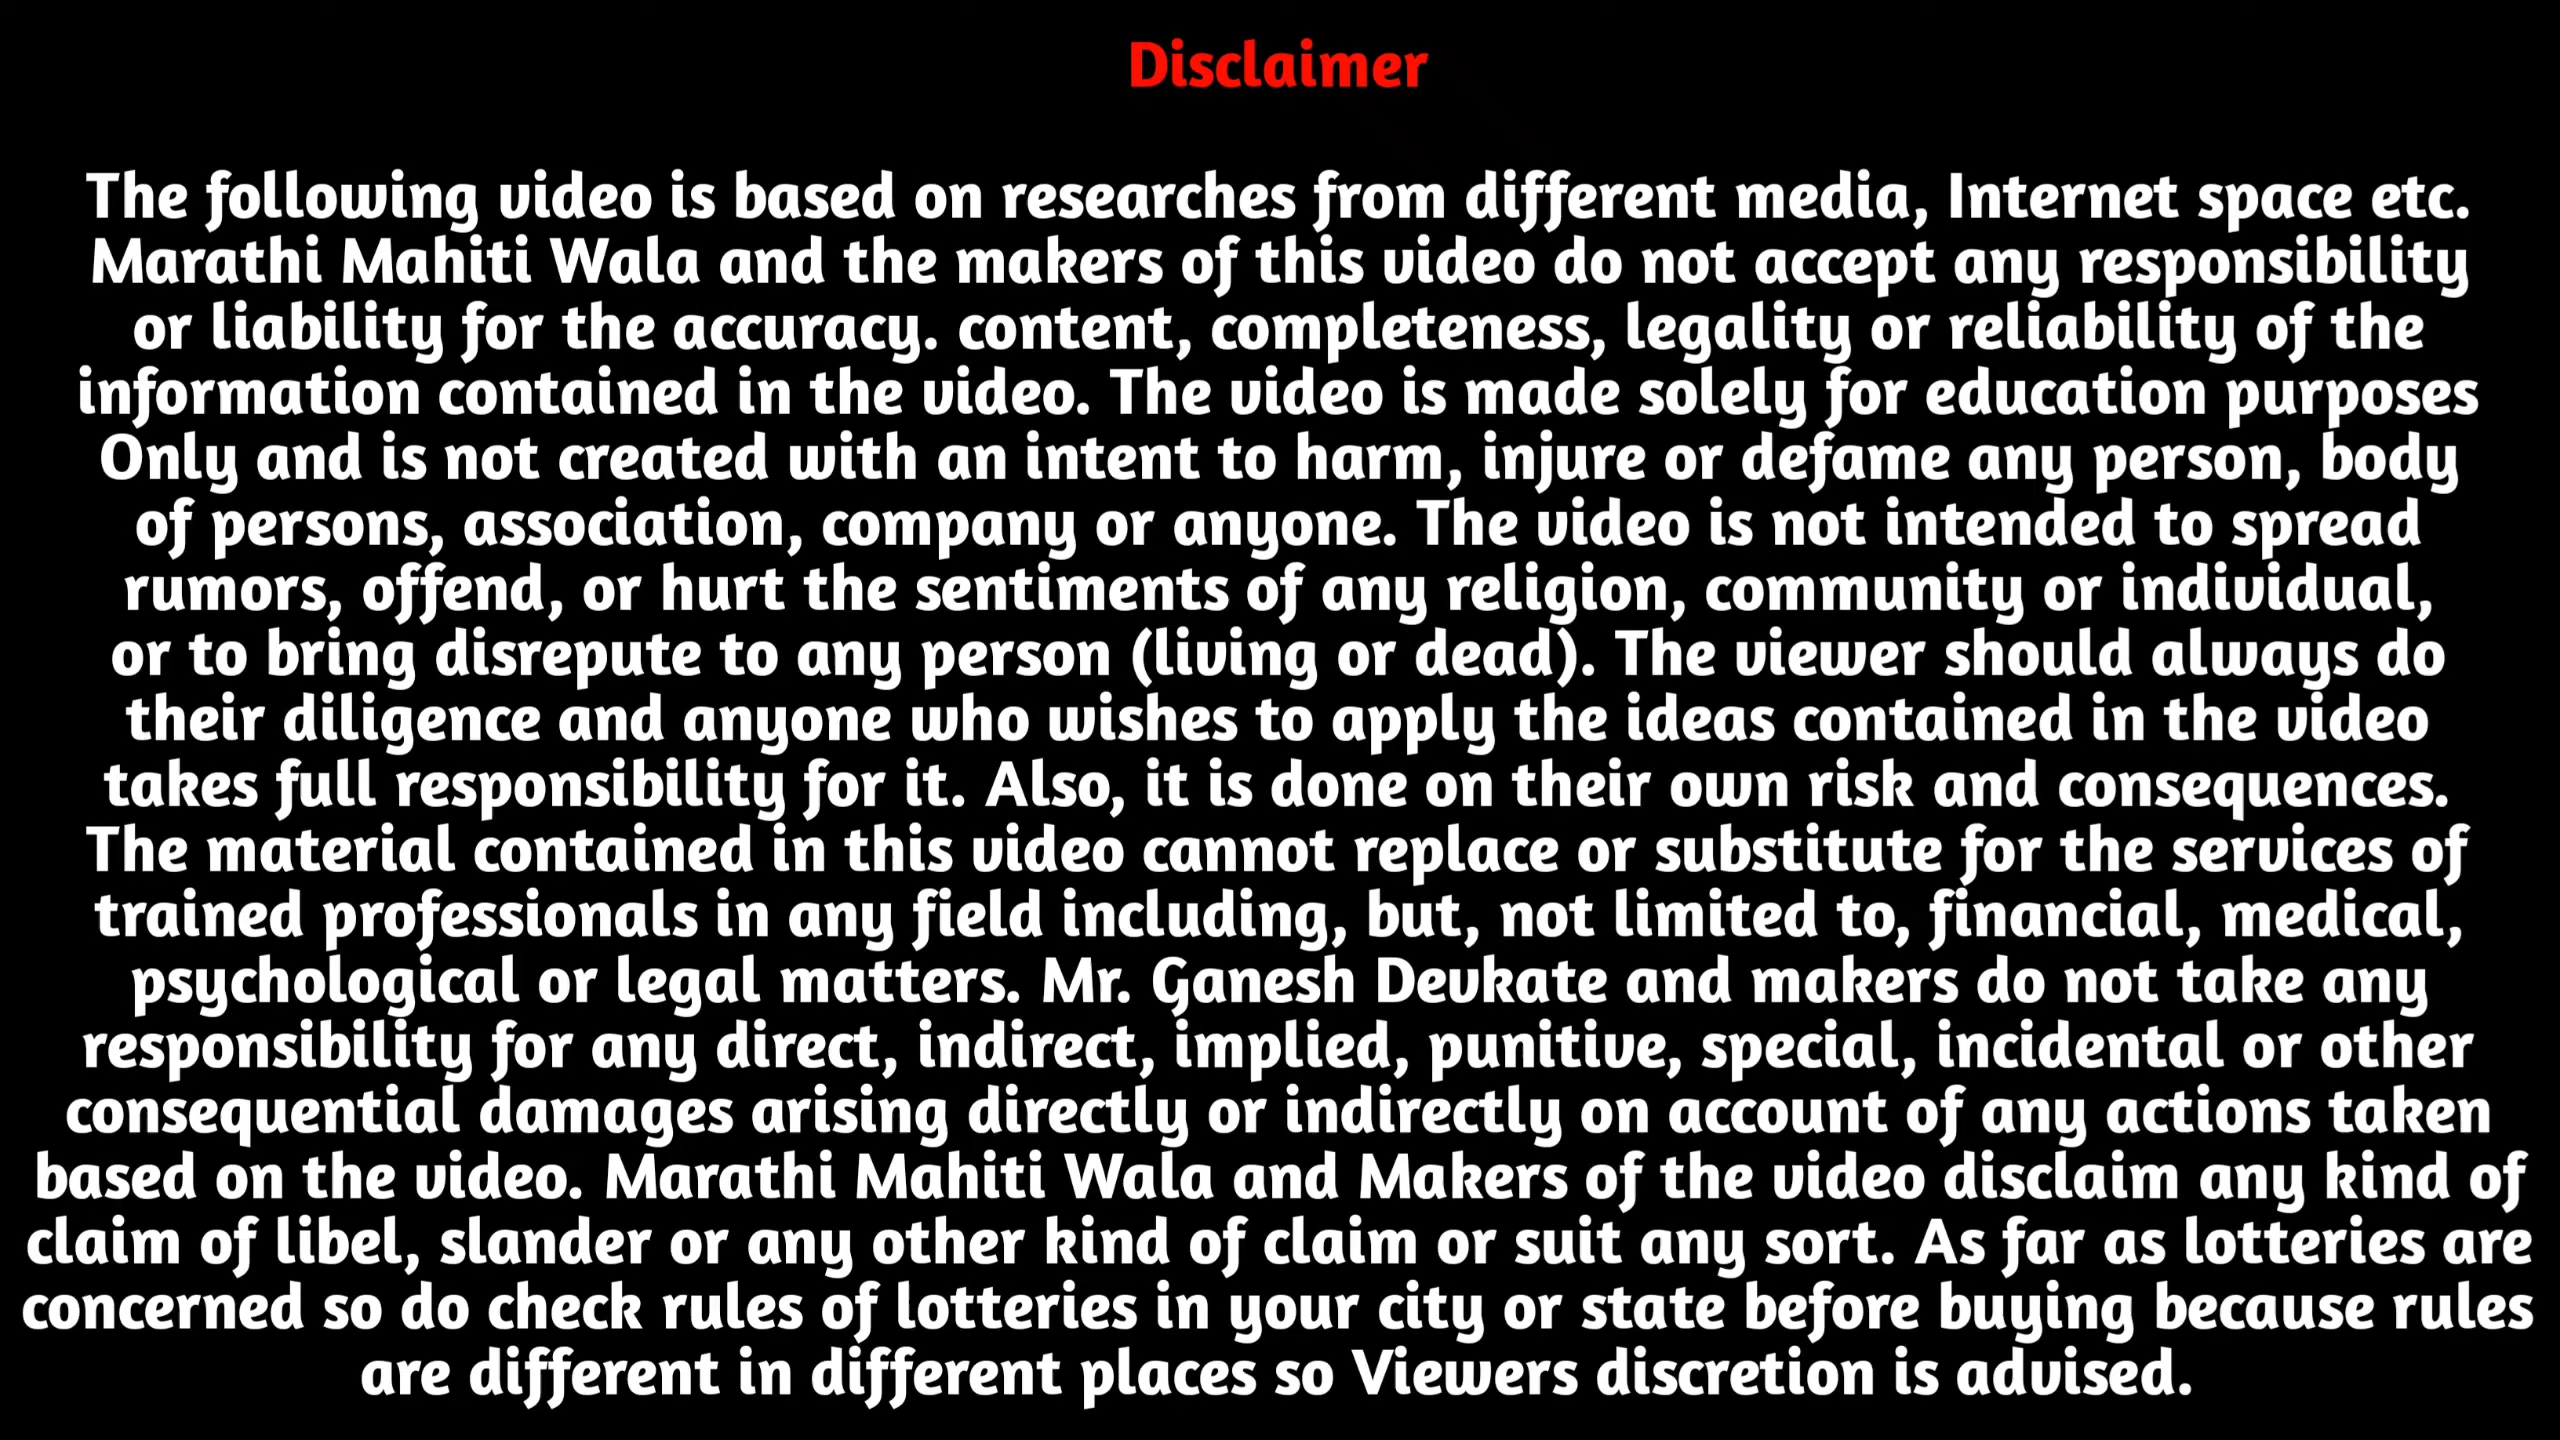 Disclaimer
The following video is based on researches from different media, Internet space etc.
Marathi Mahiti Wala and the makers of this video do not accept any responsibility
or liability for the accuracy. content, completeness, legality or reliability of the
information contained in the video. The video is made solely for education purposes
Only and is not created with an intent to harm, injure or defame any person, body
of persons, association, company or anyone. The video is not intended to spread
rumors, offend, or hurt the sentiments of any religion, community or individual,
or to bring disrepute to any person (living or dead). The viewer should always do
their diligence and anyone who wishes to apply the ideas contained in the video
takes full responsibility for it. Also, it is done on their own risk and consequences.
The material contained in this video cannot replace or substitute for the services of
trained professionals in any field including, but, not limited to, financial, medical,
psychological or legal matters. Mr. Ganesh Devkate and makers do not take any
responsibility for any direct, indirect, implied, punitive, special, incidental or other
consequential damages arising directly or indirectly on account of any actions taken
based on the video. Marathi Mahiti Wala and Makers of the video disclaim any kind of
claim of libel, slander or any other kind of claim or suit any sort. As far as lotteries are
concerned so do check rules of lotteries in your city or state before buying because rules
are different in different places so Viewers discretion is advised.